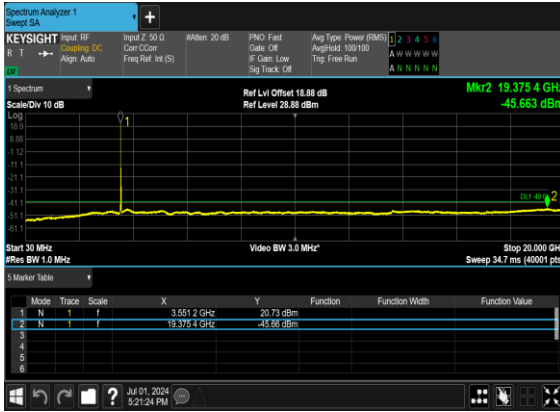 Spectrum Analyzer 1
Swept SA
+
KEYSIGHT
Input: RF
Coupling: DC
Align: Auto
Input Z: 50 Ω
Corr CCorr
Freq Ref: Int (S)
#Atten: 20 dB
PNO: Fast
Gate: Off
IF Gain: Low
Sig Track: Off
Avg Type: Power (RMS)
Avg|Hold: 100/100
Trig: Free Run
1 2 3 4 5 6
A W W W W W
A N N N N N
R T
LV
1 Spectrum
Scale/Div 10 dB
Ref Lvl Offset 18.88 dB
Ref Level 28.88 dBm
Mkr2 19.375 4 GHz
-45.663 dBm
Log
18.9
8.88
-1.12
-11.1
-21.1
-31.1
-41.1
-51.1
-61.1
1
2
Start 30 MHz
#Res BW 1.0 MHz
Video BW 3.0 MHz*
Stop 20.000 GHz
Sweep 34.7 ms (40001 pts
5 Marker Table
Mode Trace Scale X Y Function Function Width Function Value
1 N 1 f 3.551 2 GHz 20.73 dBm
2 N 1 f 19.375 4 GHz -45.66 dBm
3
4
5
6
?
Jul 01, 2024
5:21:24 PM